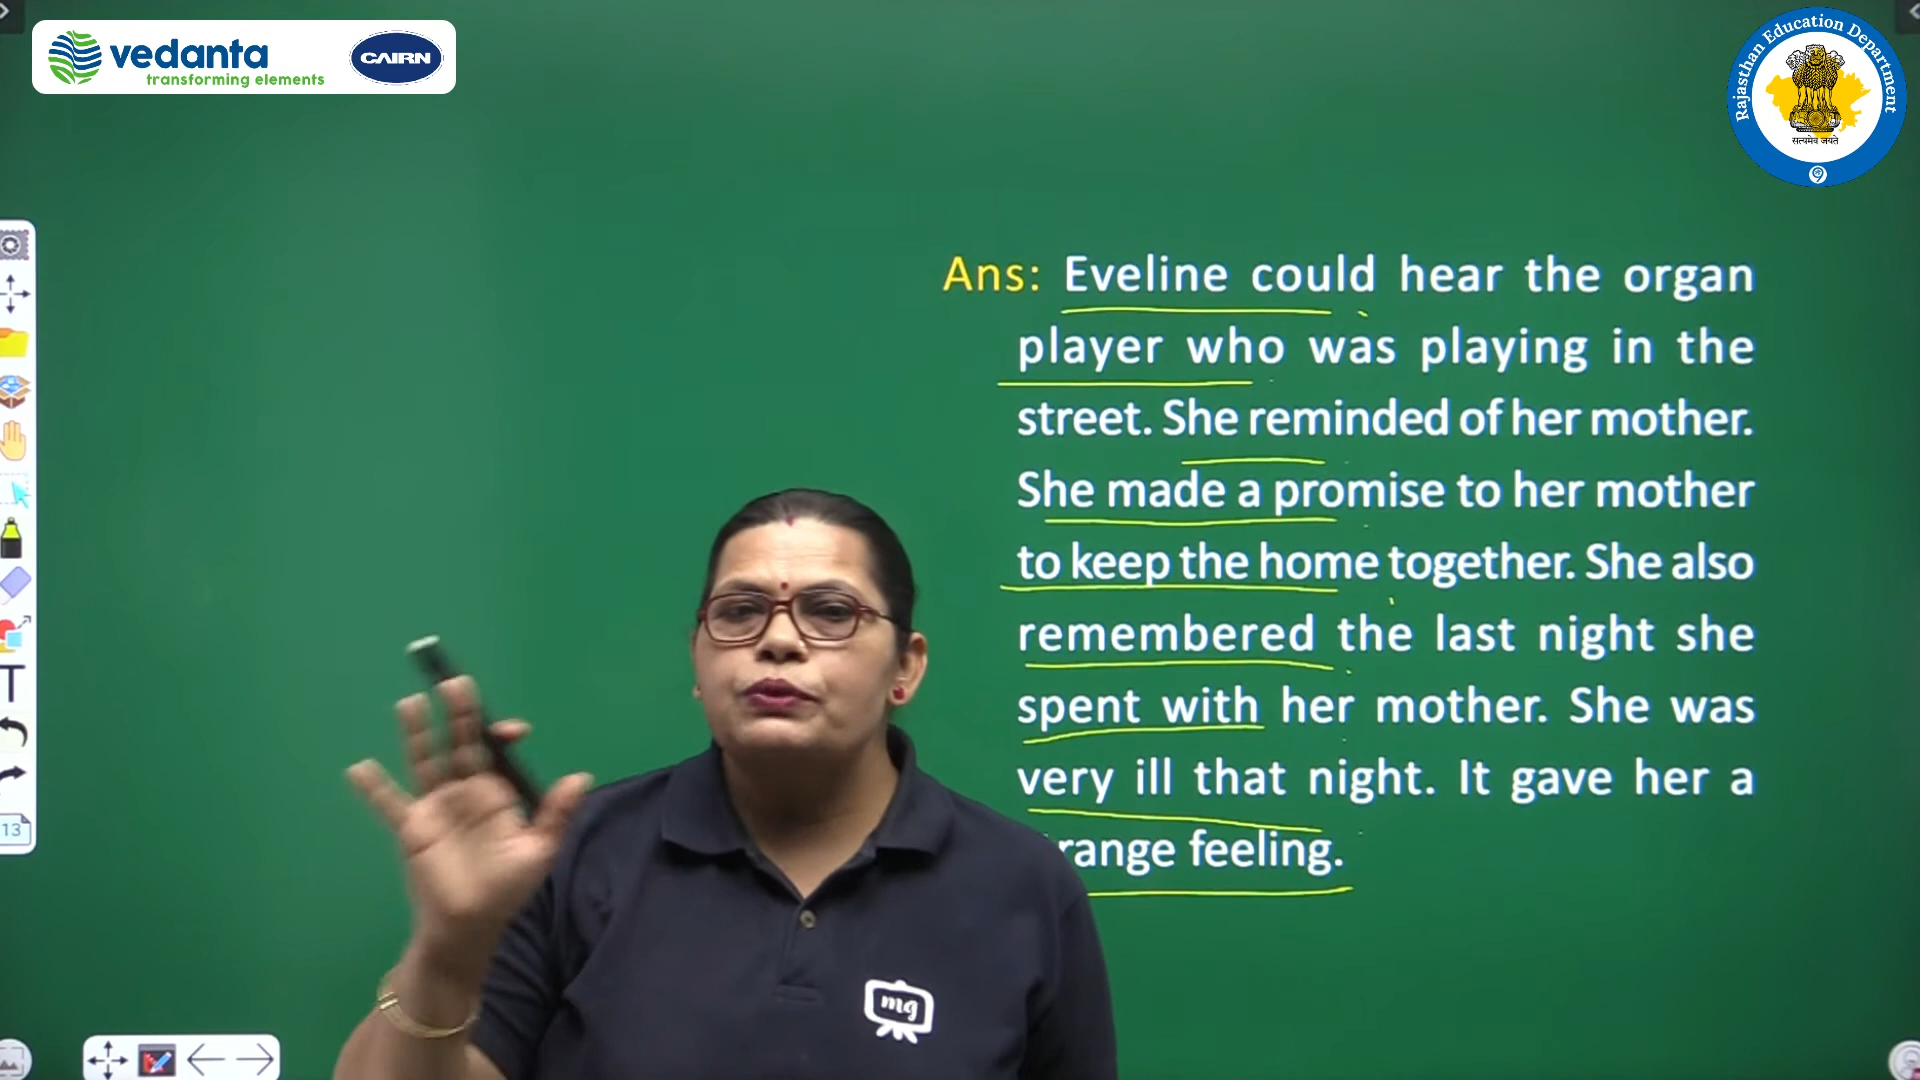 vedanta
transforming elements
CAIRN
Rajasthan Education Department
सत्यमेव जयते
Ans: Eveline could hear the organ
player who was playing in the
street. She reminded of her mother.
She made a promise to her mother
to keep the home together. She also
remembered the last night she
spent with her mother. She was
very ill that night. It gave her a
range feeling.
T
13
mg